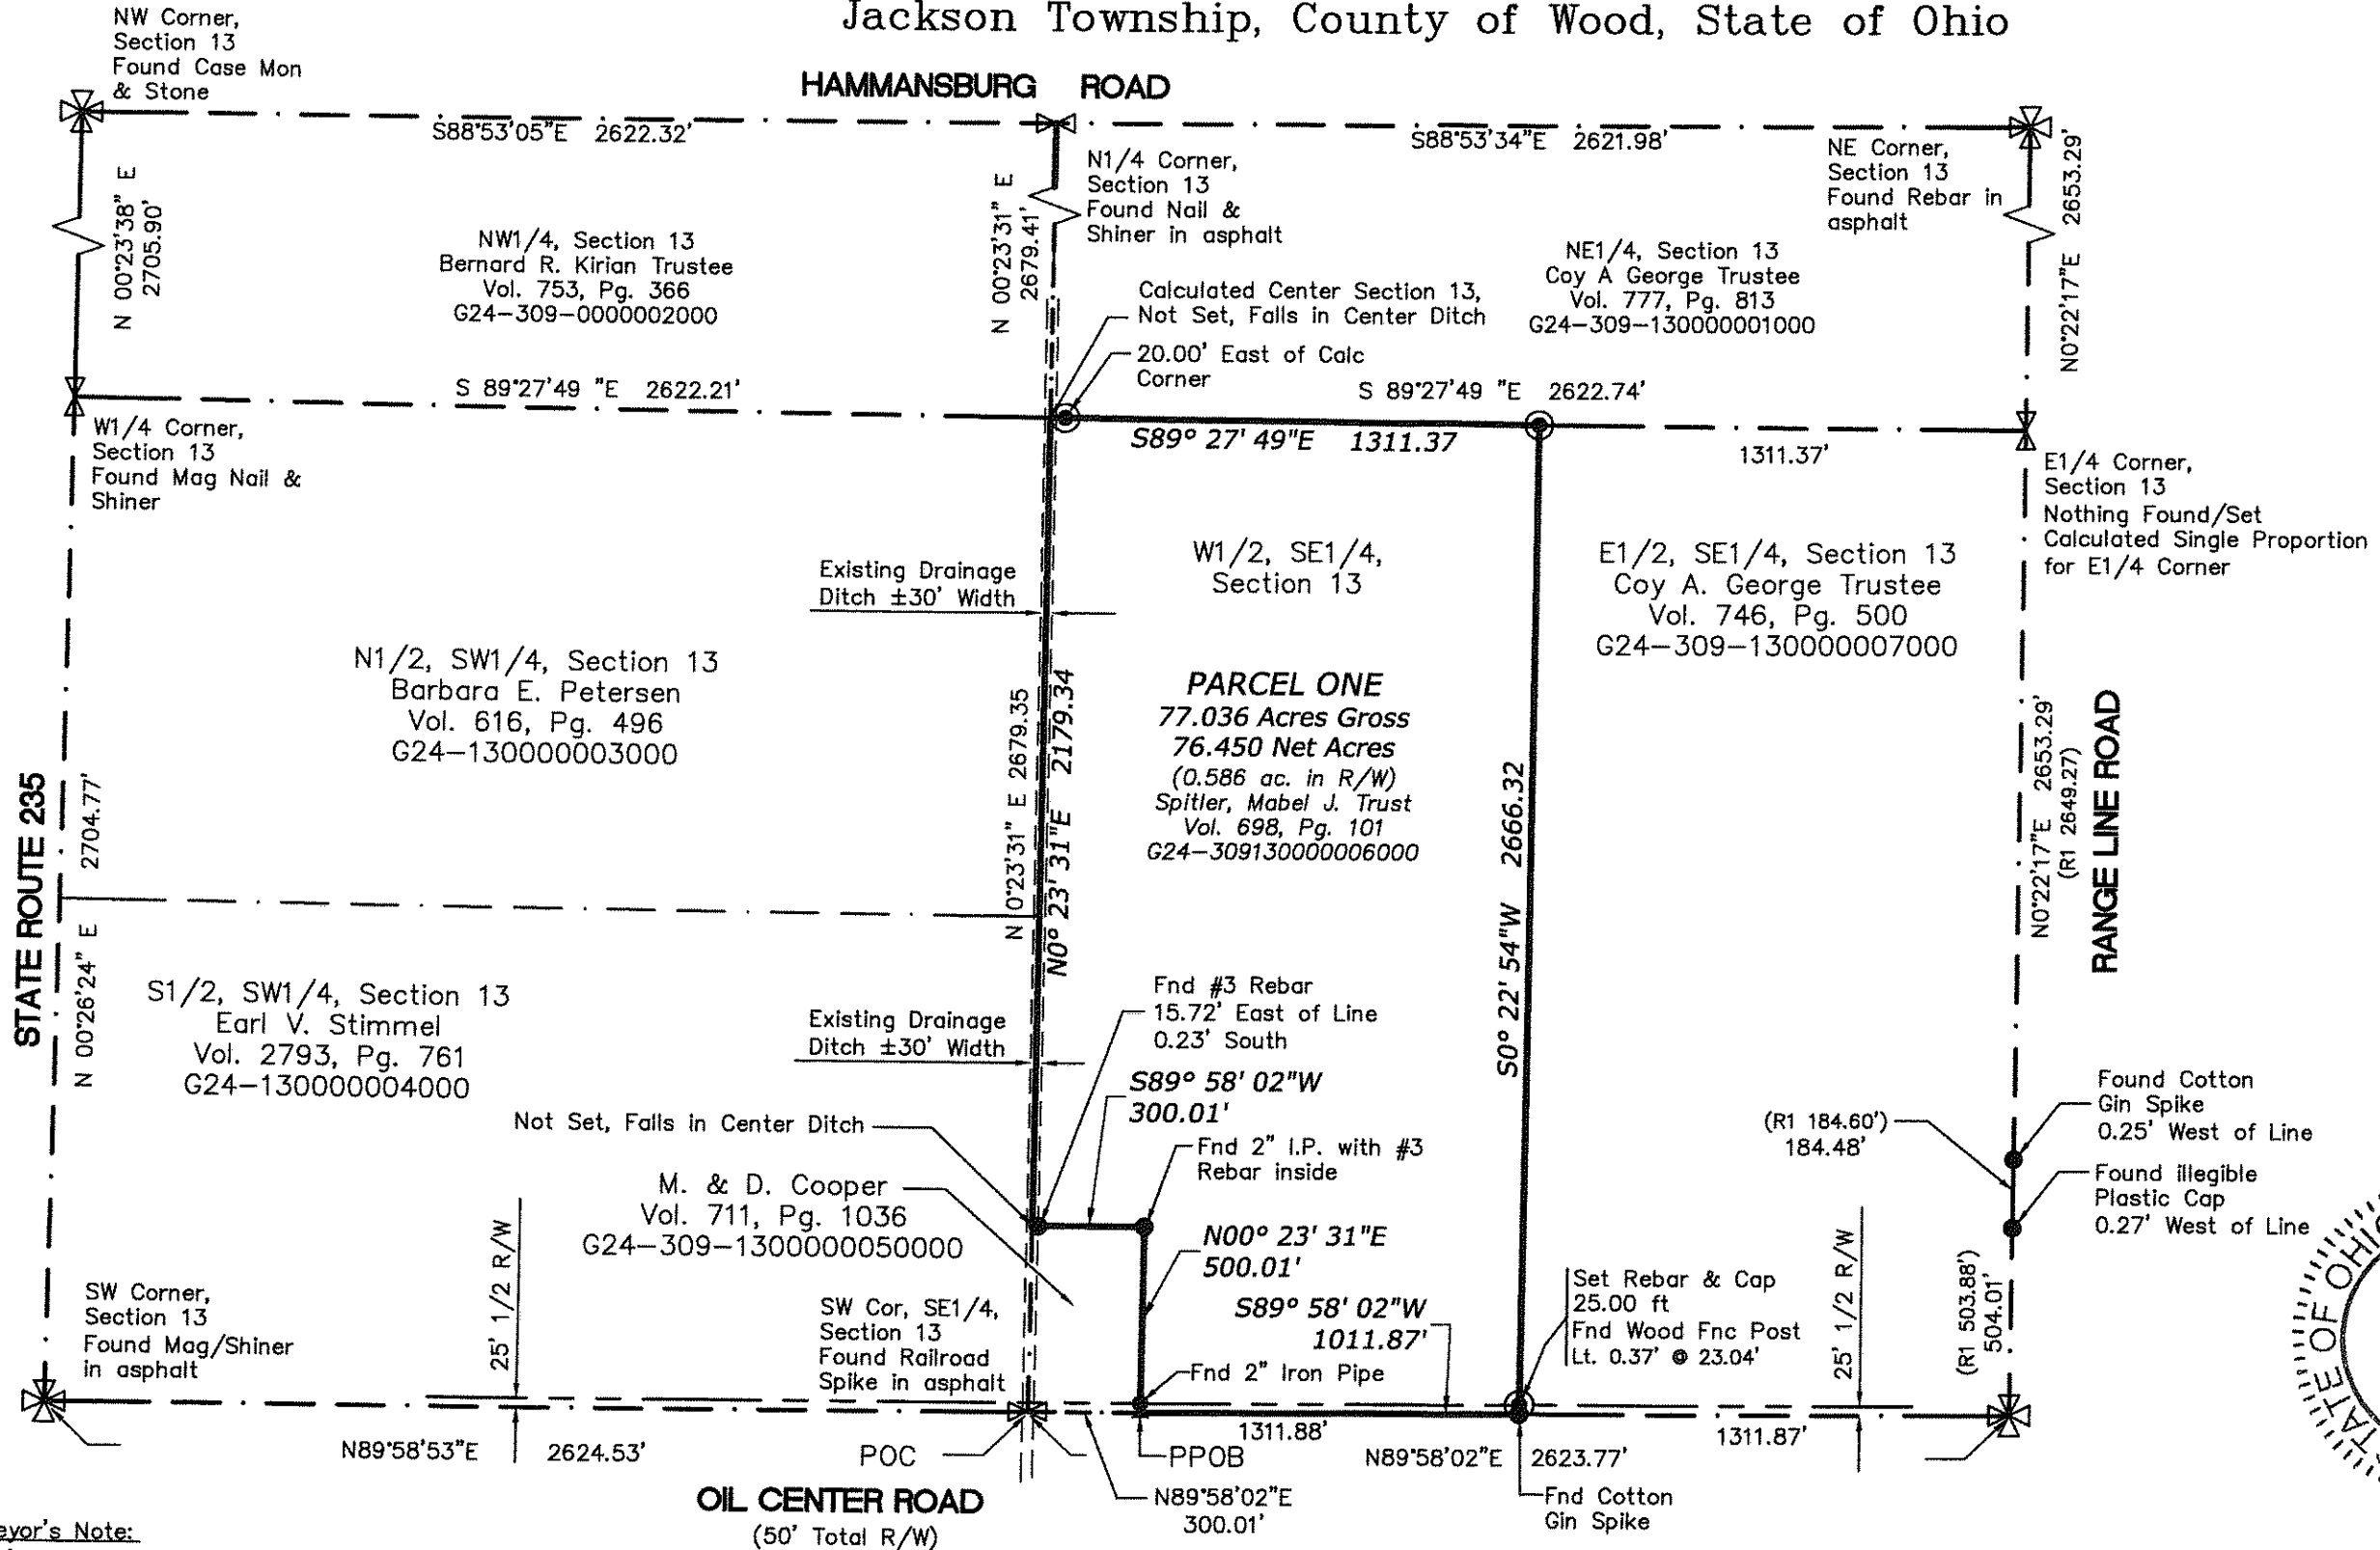 Jackson Township, County of Wood, State of Ohio
NW Corner,
Section 13
Found Case Mon
& Stone
HAMMANSBURG ROAD
S88°53'05"E 2622.32'
S88°53'34"E 2621.98'
N 00°23'38" E
2705.90'
NW1/4, Section 13
Bernard R. Kirian Trustee
Vol. 753, Pg. 366
G24-309-0000002000
N 00°23'31" E
2679.41'
N1/4 Corner,
Section 13
Found Nail &
Shiner in asphalt
NE Corner,
Section 13
Found Rebar in
asphalt
N0°22'17"E 2653.29'
NE1/4, Section 13
Coy A George Trustee
Vol. 777, Pg. 813
G24-309-130000001000
Calculated Center Section 13,
Not Set, Falls in Center Ditch
20.00' East of Calc
Corner
S 89°27'49 "E 2622.21'
S 89°27'49 "E 2622.74'
S89° 27' 49"E 1311.37
1311.37'
W1/4 Corner,
Section 13
Found Mag Nail &
Shiner
E1/4 Corner,
Section 13
Nothing Found/Set
Calculated Single Proportion
for E1/4 Corner
Existing Drainage
Ditch ±30' Width
W1/2, SE1/4,
Section 13
E1/2, SE1/4, Section 13
Coy A. George Trustee
Vol. 746, Pg. 500
G24-309-130000007000
N1/2, SW1/4, Section 13
Barbara E. Petersen
Vol. 616, Pg. 496
G24-130000003000
N 0°23'31" E 2679.35
N0° 23' 31"E 2179.34
PARCEL ONE
77.036 Acres Gross
76.450 Net Acres
(0.586 ac. in R/W)
Spitler, Mabel J. Trust
Vol. 698, Pg. 101
G24-309130000006000
S0° 22' 54"W 2666.32
N0°22'17"E 2653.29'
(R1 2649.27)
RANGE LINE ROAD
STATE ROUTE 235
N 00°26'24" E 2704.77'
S1/2, SW1/4, Section 13
Earl V. Stimmel
Vol. 2793, Pg. 761
G24-130000004000
Existing Drainage
Ditch ±30' Width
Fnd #3 Rebar
15.72' East of Line
0.23' South
S89° 58' 02"W
300.01'
Not Set, Falls in Center Ditch
Fnd 2" I.P. with #3
Rebar inside
M. & D. Cooper
Vol. 711, Pg. 1036
G24-309-1300000050000
N00° 23' 31"E
500.01'
S89° 58' 02"W
1011.87'
Fnd 2" Iron Pipe
(R1 184.60')
184.48'
Found Cotton
Gin Spike
0.25' West of Line
Found illegible
Plastic Cap
0.27' West of Line
25' 1/2 R/W
SW Corner,
Section 13
Found Mag/Shiner
in asphalt
SW Cor, SE1/4,
Section 13
Found Railroad
Spike in asphalt
Set Rebar & Cap
25.00 ft
Fnd Wood Fnc Post
Lt. 0.37' @ 23.04'
25' 1/2 R/W
(R1 503.88')
504.01'
TATE OF OHIO
N89°58'53"E 2624.53'
POC
PPOB
1311.88'
N89°58'02"E 2623.77'
1311.87'
OIL CENTER ROAD
(50' Total R/W)
N89°58'02"E
300.01'
Fnd Cotton
Gin Spike
eyor's Note: